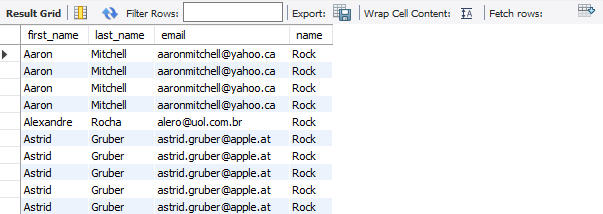 Result Grid Filter Rows: Export: Wrap Cell Content: IA Fetch rows:
first_name last_name email name
Aaron Mitchell aaronmitchell@yahoo.ca Rock
Aaron Mitchell aaronmitchell@yahoo.ca Rock
Aaron Mitchell aaronmitchell@yahoo.ca Rock
Aaron Mitchell aaronmitchell@yahoo.ca Rock
Alexandre Rocha alero@uol.com.br Rock
Astrid Gruber astrid.gruber@apple.at Rock
Astrid Gruber astrid.gruber@apple.at Rock
Astrid Gruber astrid.gruber@apple.at Rock
Astrid Gruber astrid.gruber@apple.at Rock
Astrid Gruber astrid.gruber@apple.at Rock